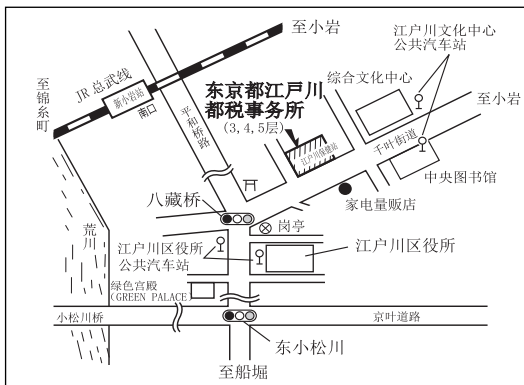 至小岩
江户川文化中心
公共汽车站
JR 总武线
至锦糸町
新小岩站
南口
平和桥路
东京都江户川
都税事务所
(3,4,5层)
江户川保健站
综合文化中心
至小岩
千叶街道
中央图书馆
家电量贩店
八藏桥
岗亭
荒川
江户川区役所
公共汽车站
江户川区役所
绿色宫殿
(GREEN PALACE)
小松川桥
京叶道路
东小松川
至船堀